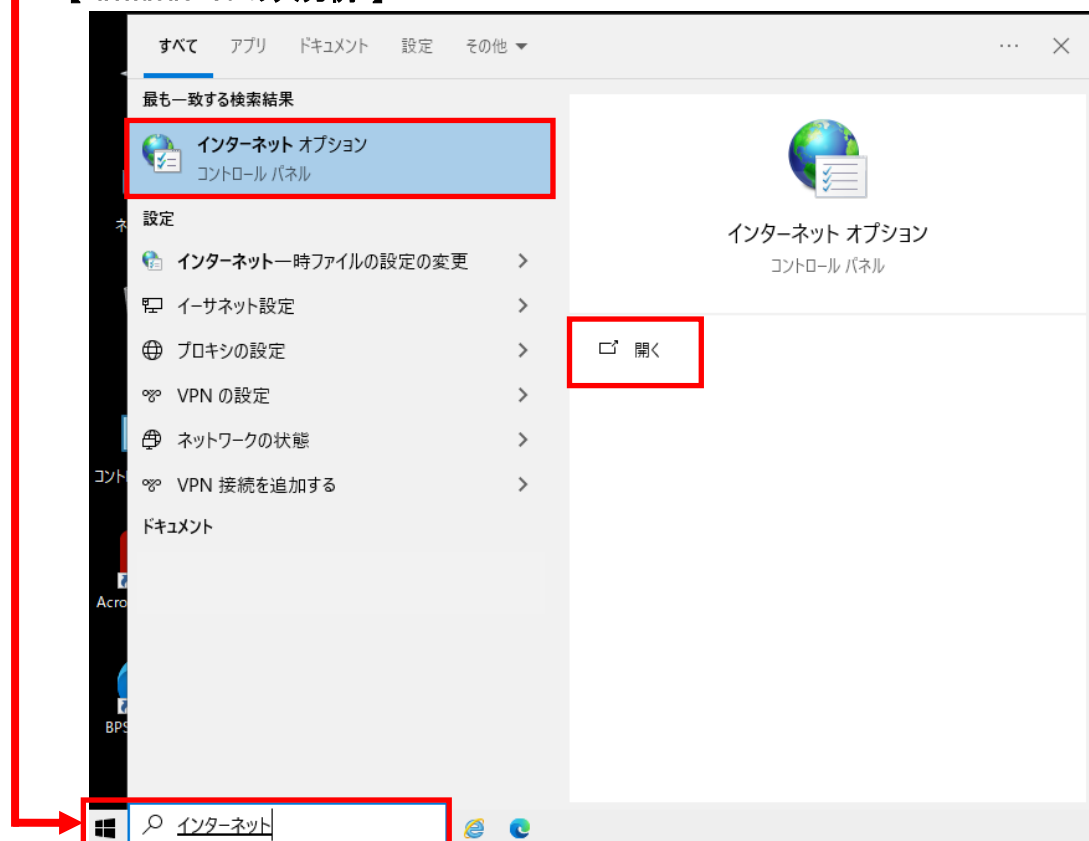 すべて アプリ ドキュメント 設定 その他
最も一致する検索結果
インターネット オプション
コントロール パネル
設定
インターネット一時ファイルの設定の変更
イーサネット設定
プロキシの設定
VPN の設定
ネットワークの状態
VPN 接続を追加する
ドキュメント
インターネット オプション
コントロール パネル
開く
ネ
コント
Acro
BPS
インターネット